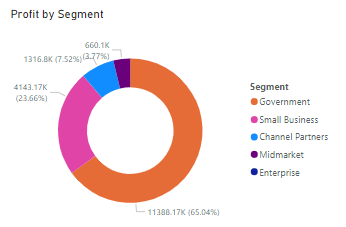 Profit by Segment
660.1K
(3.77%)
1316.8K (7.52%)
4143.17K
(23.66%)
11388.17K (65.04%)
Segment
Government
Small Business
Channel Partners
Midmarket
Enterprise